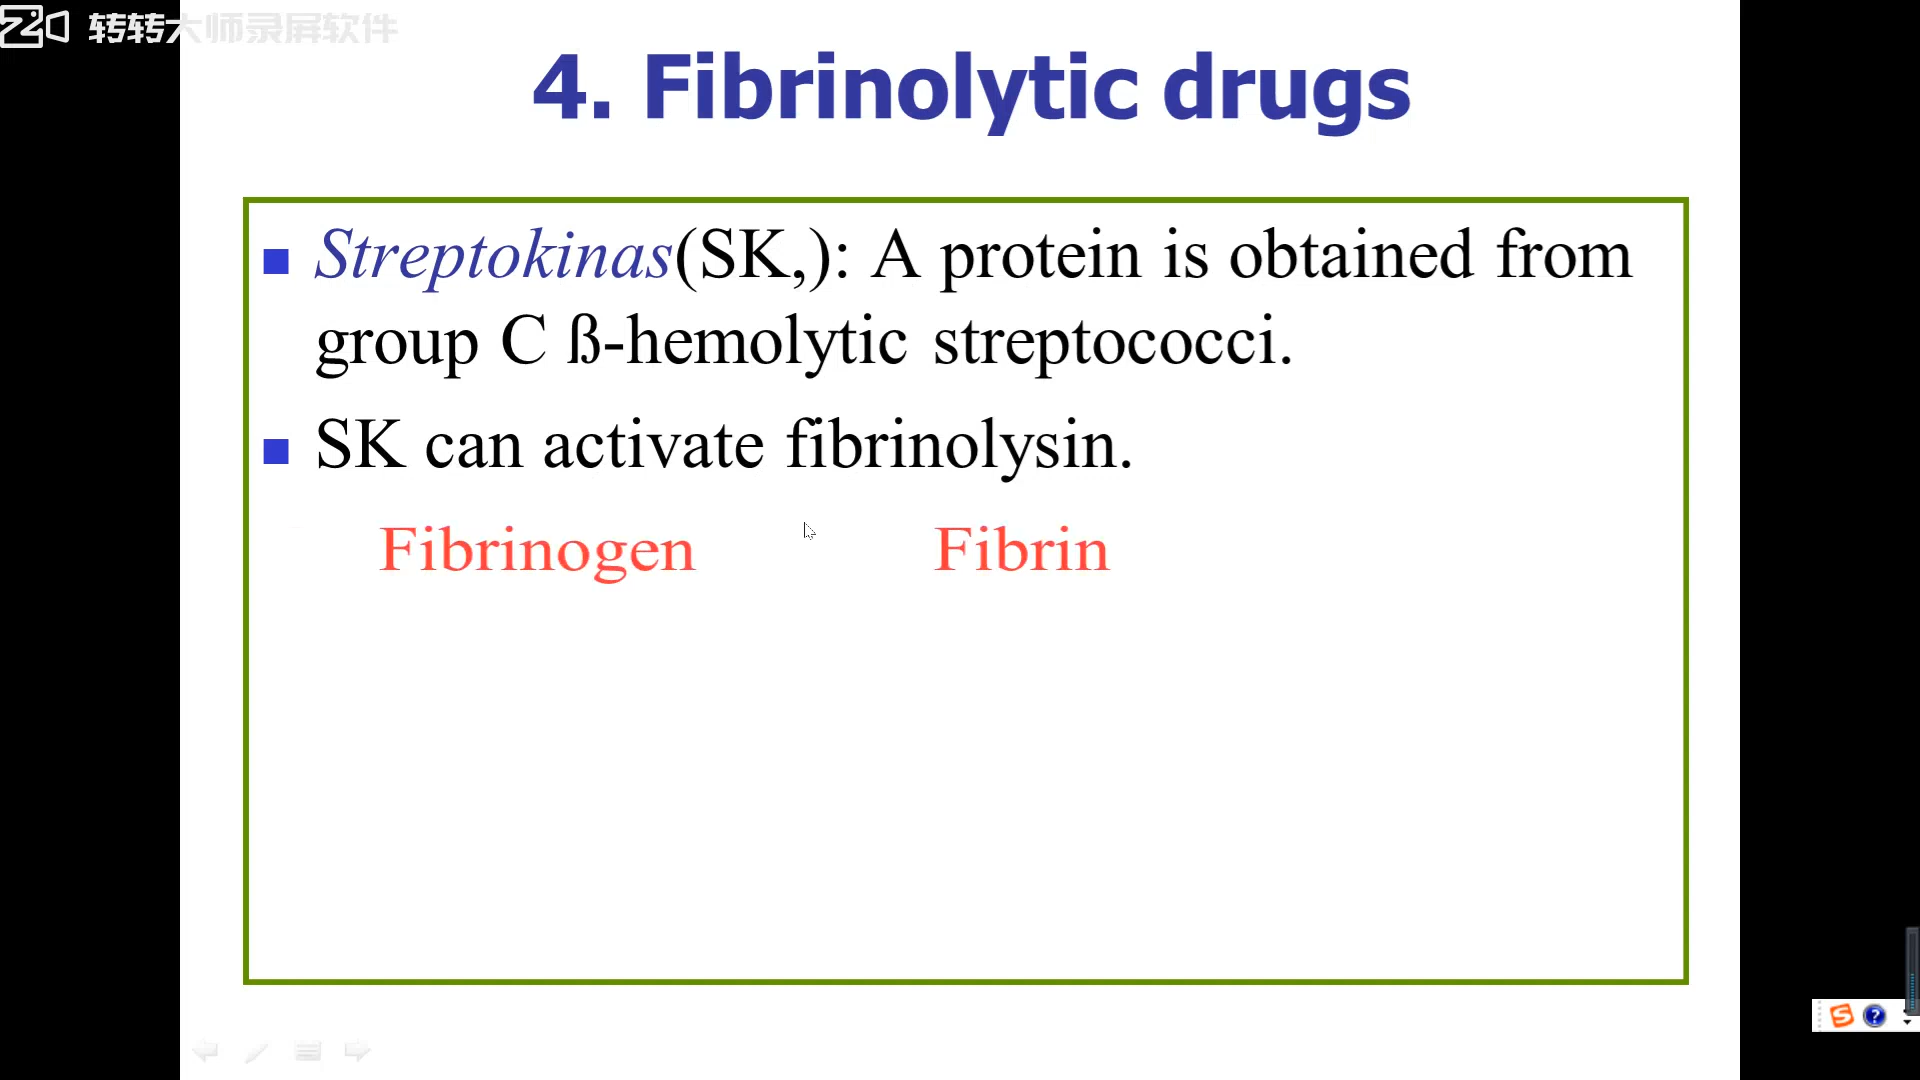 转转大师录屏软件
4. Fibrinolytic drugs
Streptokinas(SK,): A protein is obtained from
group C ß-hemolytic streptococci.
SK can activate fibrinolysin.
Fibrinogen Fibrin